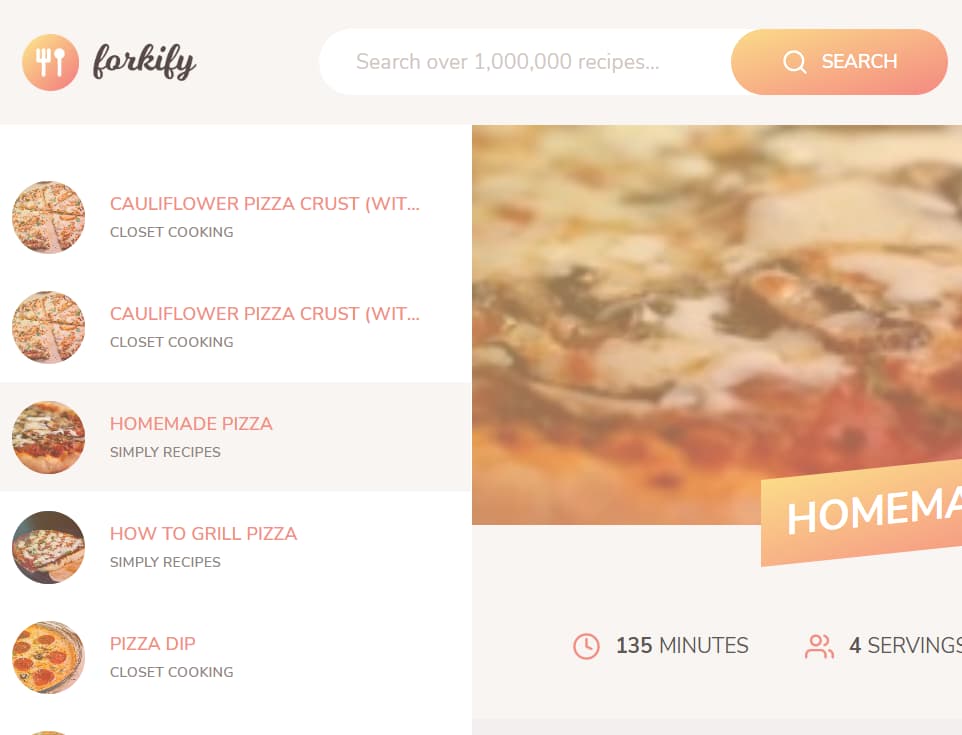 forkify
Search over 1,000,000 recipes...
SEARCH
CAULIFLOWER PIZZA CRUST (WIT...
CLOSET COOKING
CAULIFLOWER PIZZA CRUST (WIT...
CLOSET COOKING
HOMEMADE PIZZA
SIMPLY RECIPES
HOW TO GRILL PIZZA
SIMPLY RECIPES
PIZZA DIP
CLOSET COOKING
HOMEMA
135 MINUTES
4 SERVINGS